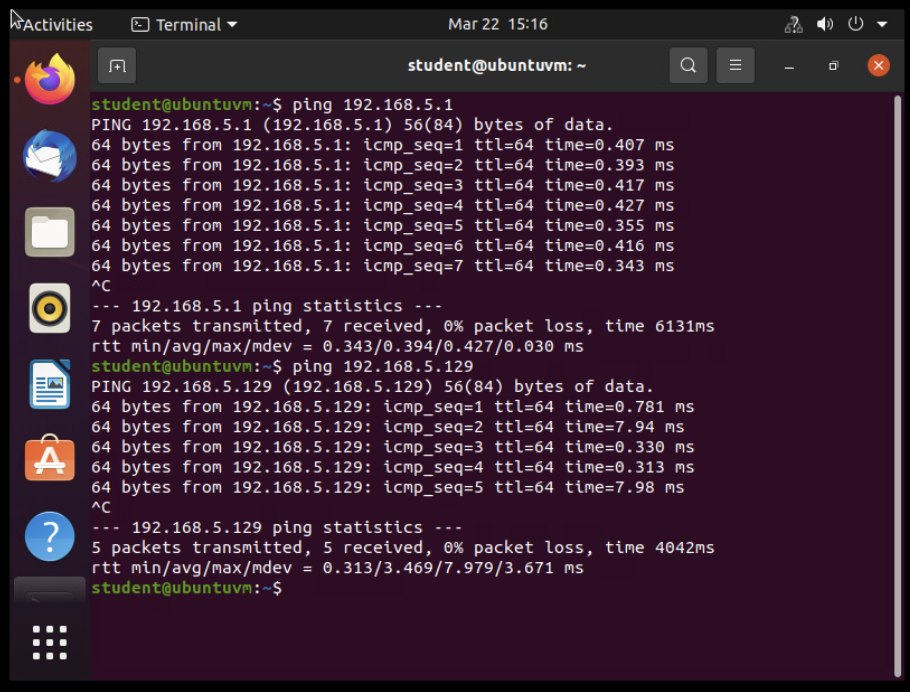 Activities
Terminal
Mar 22 15:16
student@ubuntuvm: ~
student@ubuntuvm:~$ ping 192.168.5.1
PING 192.168.5.1 (192.168.5.1) 56(84) bytes of data.
64 bytes from 192.168.5.1: icmp_seq=1 ttl=64 time=0.407 ms
64 bytes from 192.168.5.1: icmp_seq=2 ttl=64 time=0.393 ms
64 bytes from 192.168.5.1: icmp_seq=3 ttl=64 time=0.417 ms
64 bytes from 192.168.5.1: icmp_seq=4 ttl=64 time=0.427 ms
64 bytes from 192.168.5.1: icmp_seq=5 ttl=64 time=0.355 ms
64 bytes from 192.168.5.1: icmp_seq=6 ttl=64 time=0.416 ms
64 bytes from 192.168.5.1: icmp_seq=7 ttl=64 time=0.343 ms
^C
--- 192.168.5.1 ping statistics ---
7 packets transmitted, 7 received, 0% packet loss, time 6131ms
rtt min/avg/max/mdev = 0.343/0.394/0.427/0.030 ms
student@ubuntuvm:~$ ping 192.168.5.129
PING 192.168.5.129 (192.168.5.129) 56(84) bytes of data.
64 bytes from 192.168.5.129: icmp_seq=1 ttl=64 time=0.781 ms
64 bytes from 192.168.5.129: icmp_seq=2 ttl=64 time=7.94 ms
64 bytes from 192.168.5.129: icmp_seq=3 ttl=64 time=0.330 ms
64 bytes from 192.168.5.129: icmp_seq=4 ttl=64 time=0.313 ms
64 bytes from 192.168.5.129: icmp_seq=5 ttl=64 time=7.98 ms
^C
--- 192.168.5.129 ping statistics ---
5 packets transmitted, 5 received, 0% packet loss, time 4042ms
rtt min/avg/max/mdev = 0.313/3.469/7.979/3.671 ms
student@ubuntuvm:~$